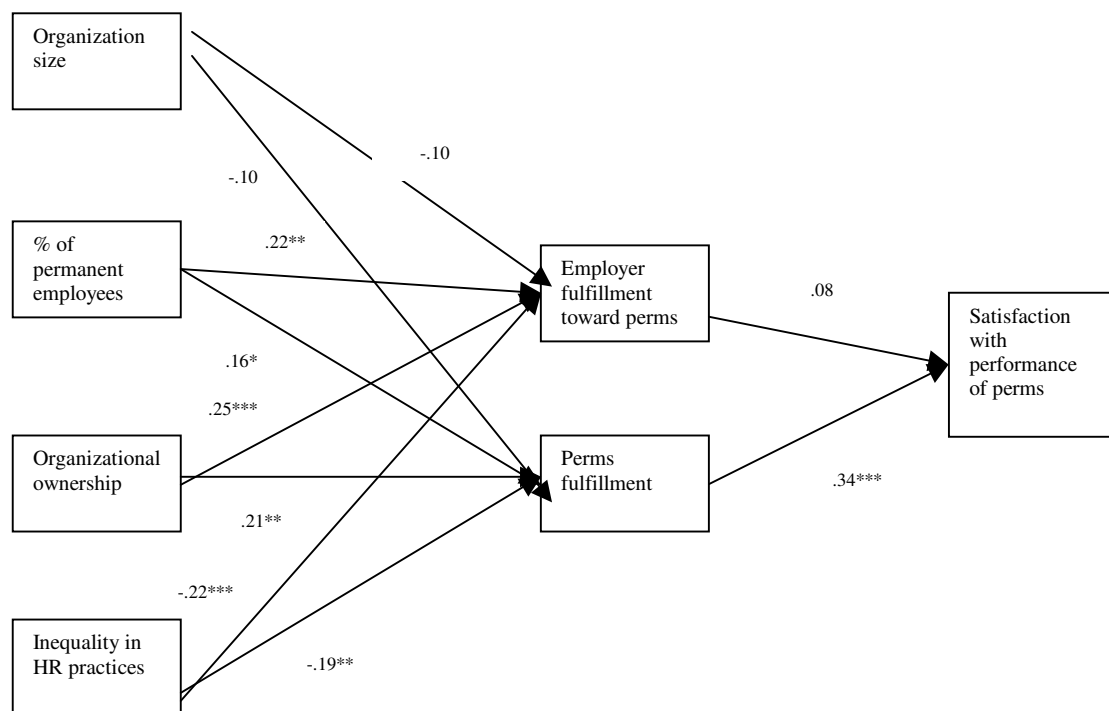 Organization
size
-.10
-.10
% of
permanent
employees
.22**
Employer
fulfillment
toward perms
.08
Satisfaction
with
performance
of perms
.16*
.25***
Organizational
ownership
Perms
fulfillment
.34***
.21**
-.22***
Inequality in
HR practices
-.19**